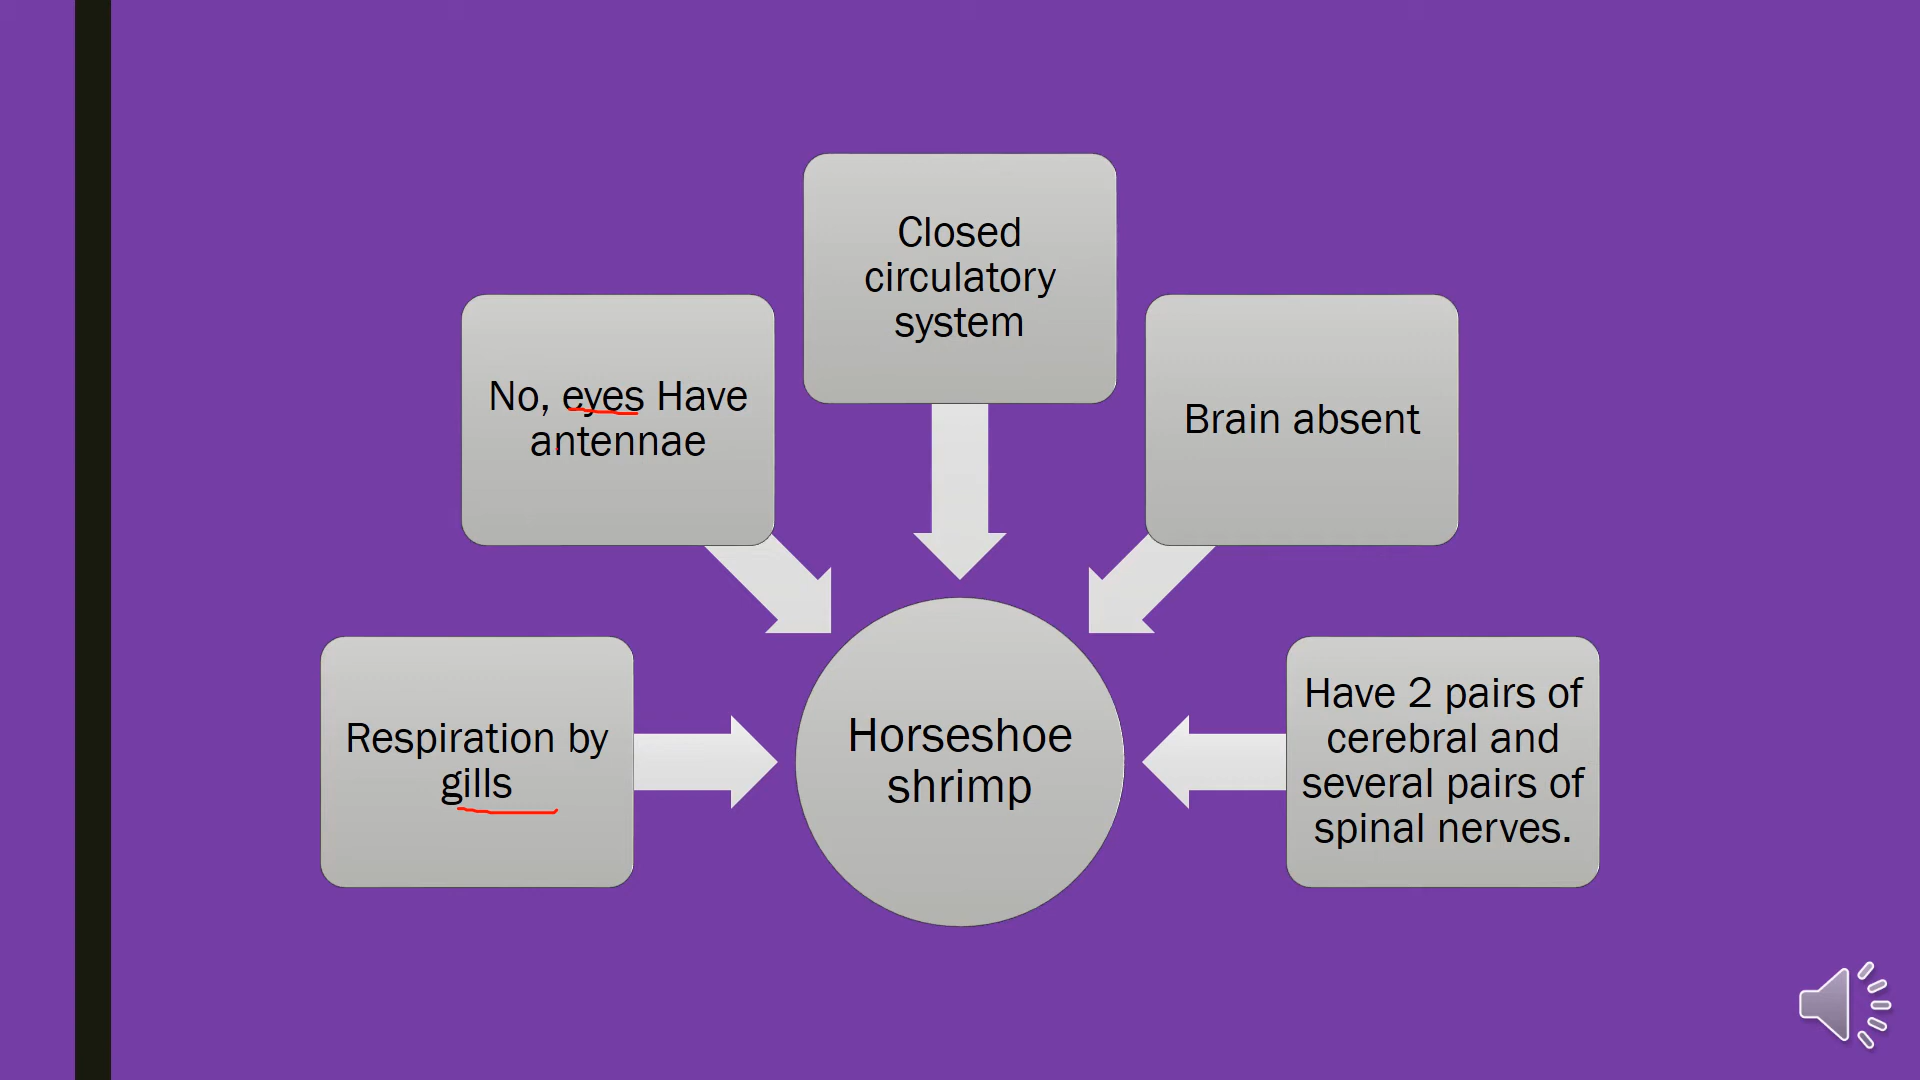 Closed
circulatory
system
No, eyes Have
antennae
Brain absent
Respiration by
gills
Horseshoe
shrimp
Have 2 pairs of
cerebral and
several pairs of
spinal nerves.